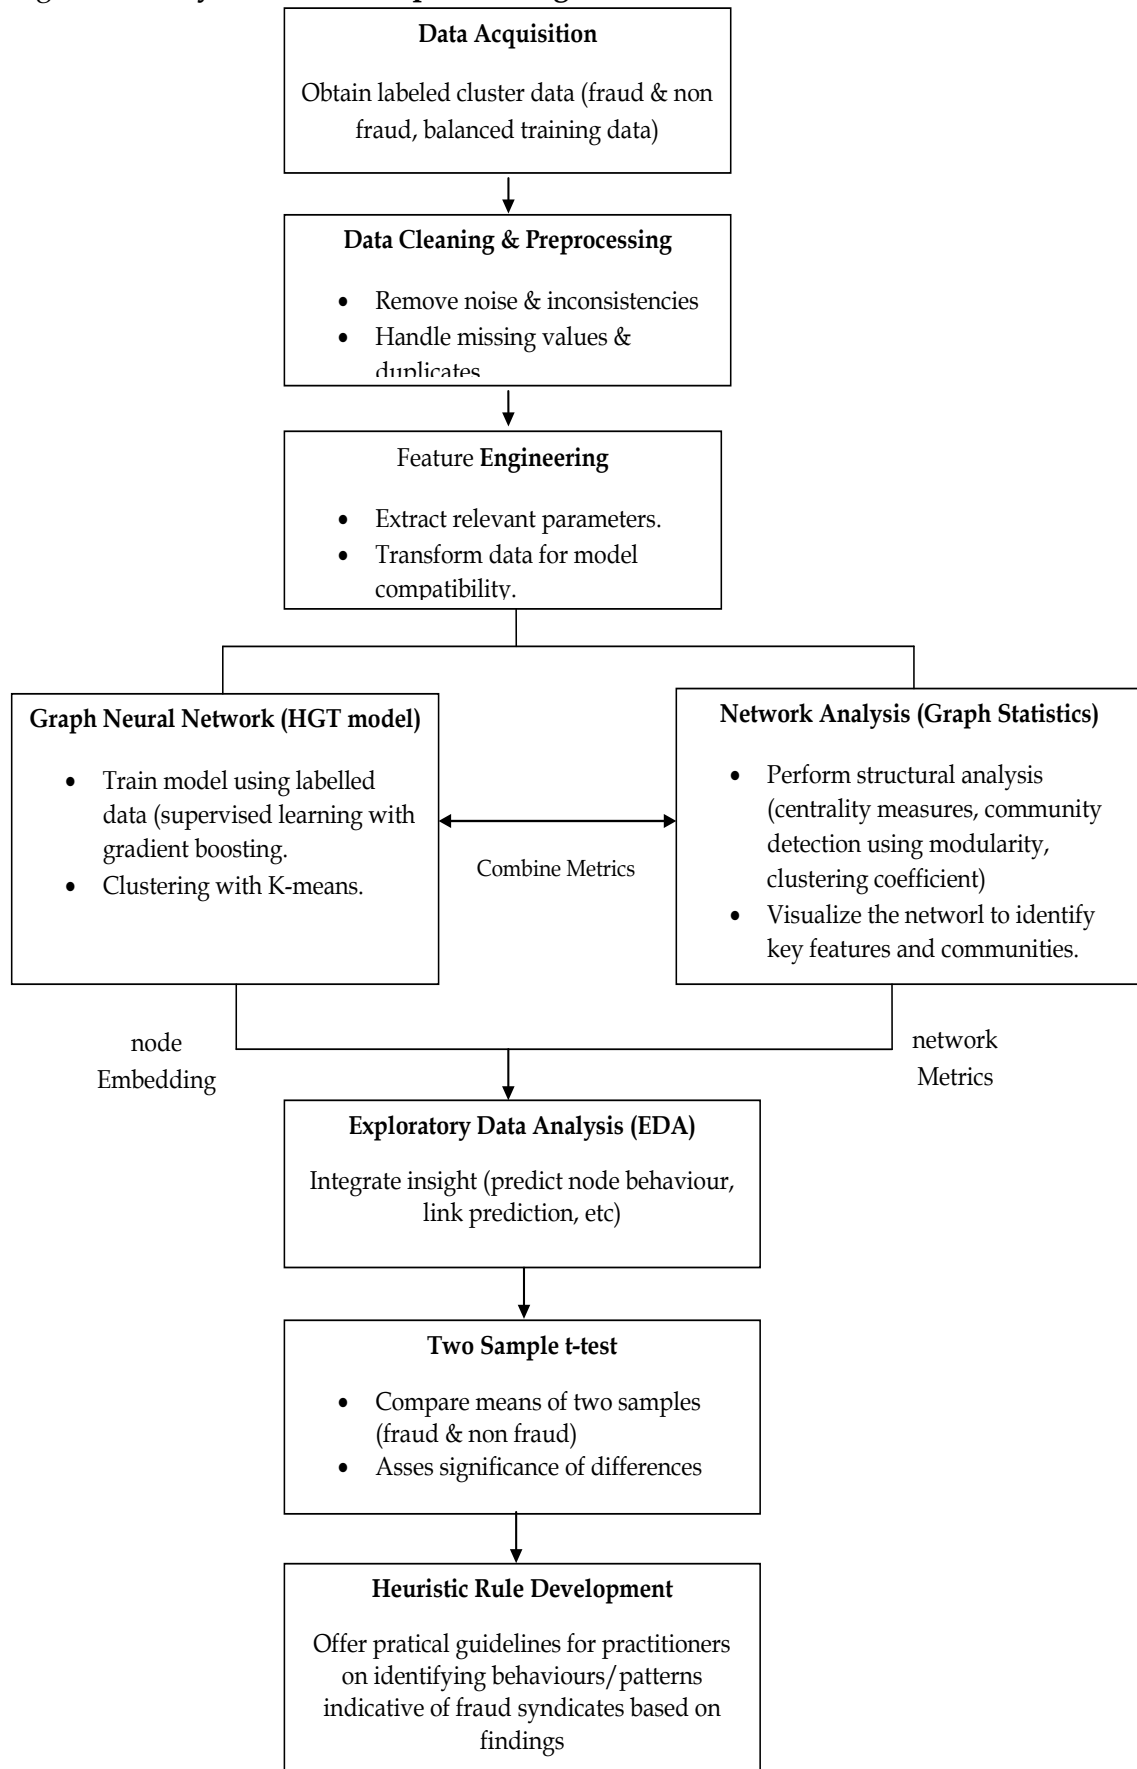 Data Acquisition
Obtain labeled cluster data (fraud & non
fraud, balanced training data)
Data Cleaning & Preprocessing
• Remove noise & inconsistencies
• Handle missing values &
duplicates
Feature Engineering
• Extract relevant parameters.
• Transform data for model
compatibility.
Graph Neural Network (HGT model)
• Train model using labelled
data (supervised learning with
gradient boosting.
• Clustering with K-means.
Combine Metrics
Network Analysis (Graph Statistics)
• Perform structural analysis
(centrality measures, community
detection using modularity,
clustering coefficient)
• Visualize the networl to identify
key features and communities.
node
Embedding
network
Metrics
Exploratory Data Analysis (EDA)
Integrate insight (predict node behaviour,
link prediction, etc)
Two Sample t-test
• Compare means of two samples
(fraud & non fraud)
• Asses significance of differences
Heuristic Rule Development
Offer pratical guidelines for practitioners
on identifying behaviours/patterns
indicative of fraud syndicates based on
findings